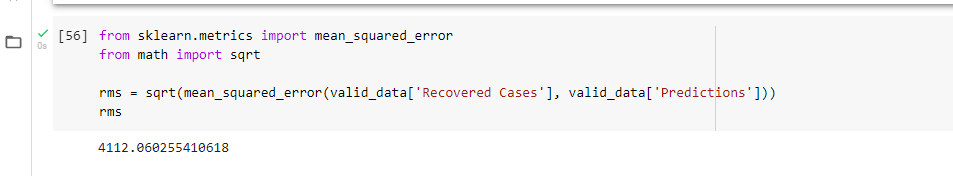 [56] from sklearn.metrics import mean_squared_error
from math import sqrt
rms = sqrt(mean_squared_error(valid_data['Recovered Cases'], valid_data['Predictions']))
rms
0s
4112.060255410618